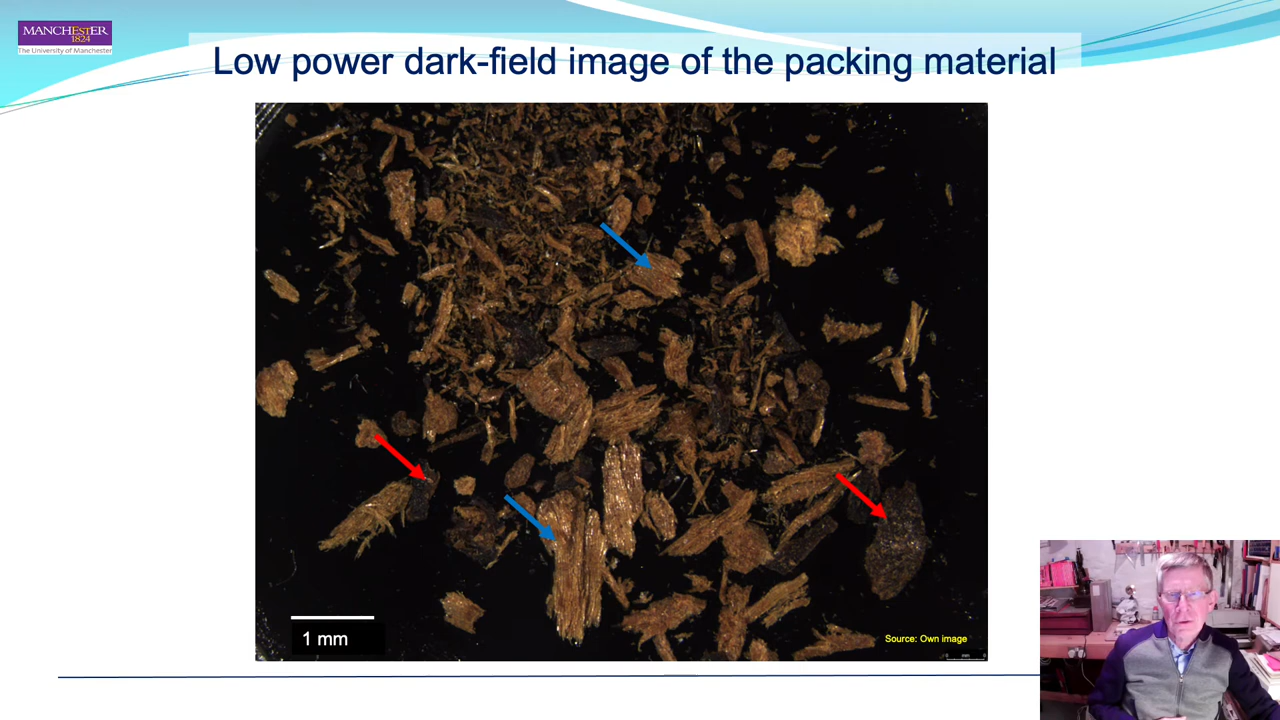 MANCHESTER
1824
The University of Manchester
Low power dark-field image of the packing material
1 mm
Source: Own image